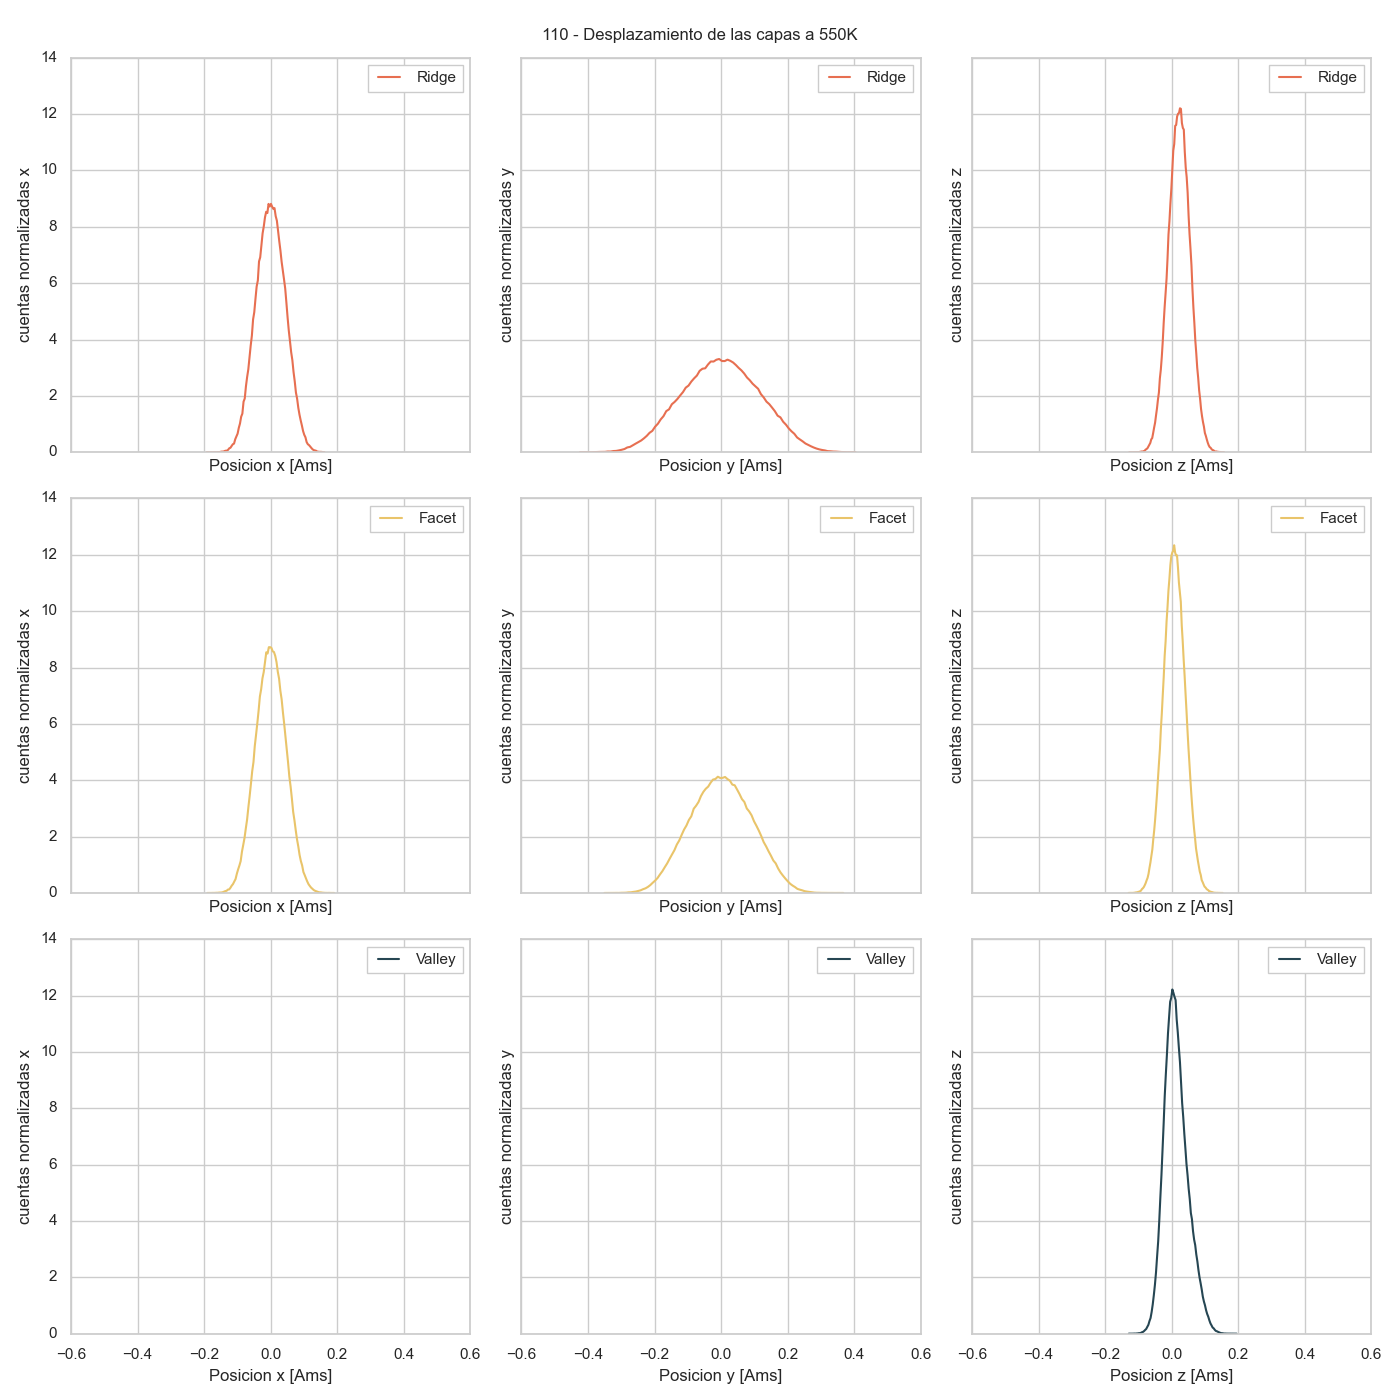 110 - Desplazamiento de las capas a 550K
14
12
10
8
6
4
2
0
cuentas normalizadas x
Ridge
Posicion x [Ams]
cuentas normalizadas y
Ridge
Posicion y [Ams]
cuentas normalizadas z
Ridge
Posicion z [Ams]
14
12
10
8
6
4
2
0
cuentas normalizadas x
Facet
Posicion x [Ams]
cuentas normalizadas y
Facet
Posicion y [Ams]
cuentas normalizadas z
Facet
Posicion z [Ams]
14
12
10
8
6
4
2
0
cuentas normalizadas x
Valley
−0.6 −0.4 −0.2 0.0 0.2 0.4 0.6
Posicion x [Ams]
cuentas normalizadas y
Valley
−0.6 −0.4 −0.2 0.0 0.2 0.4 0.6
Posicion y [Ams]
cuentas normalizadas z
Valley
−0.6 −0.4 −0.2 0.0 0.2 0.4 0.6
Posicion z [Ams]